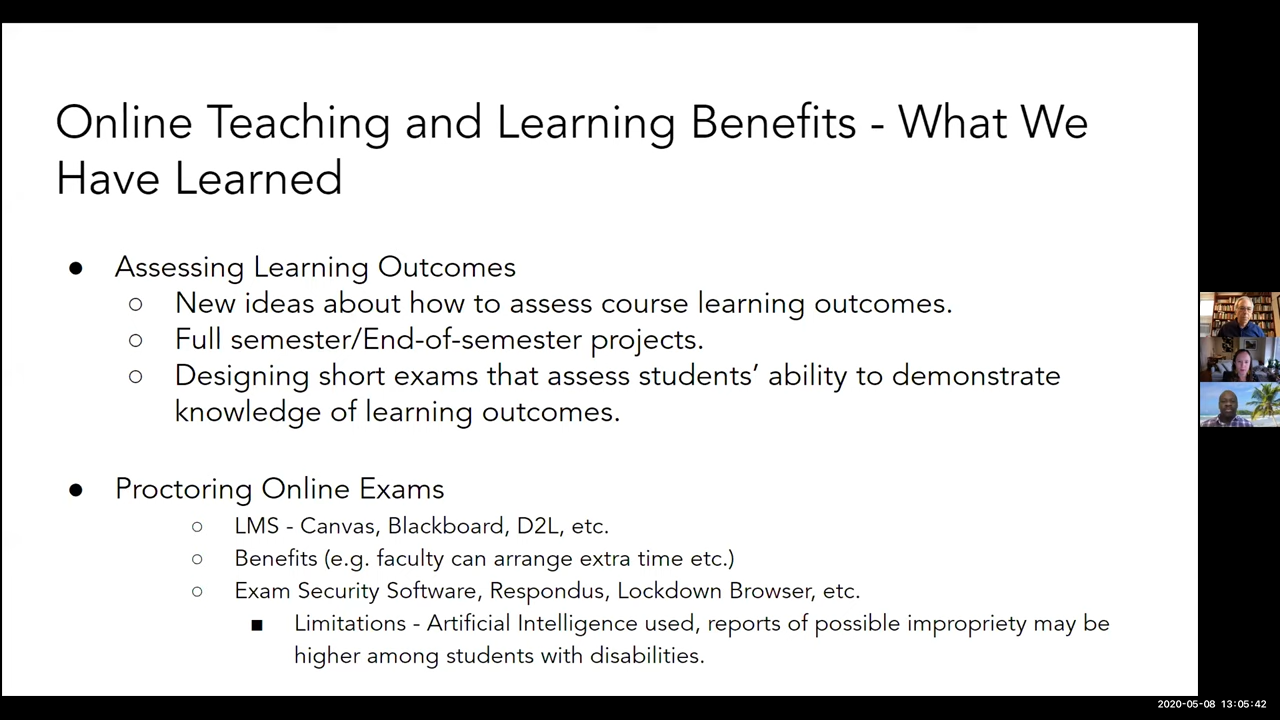 Online Teaching and Learning Benefits - What We
Have Learned
● Assessing Learning Outcomes
○ New ideas about how to assess course learning outcomes.
○ Full semester/End-of-semester projects.
○ Designing short exams that assess students’ ability to demonstrate
knowledge of learning outcomes.
● Proctoring Online Exams
○ LMS - Canvas, Blackboard, D2L, etc.
○ Benefits (e.g. faculty can arrange extra time etc.)
○ Exam Security Software, Respondus, Lockdown Browser, etc.
■ Limitations - Artificial Intelligence used, reports of possible impropriety may be
higher among students with disabilities.
2020-05-08 13:05:42